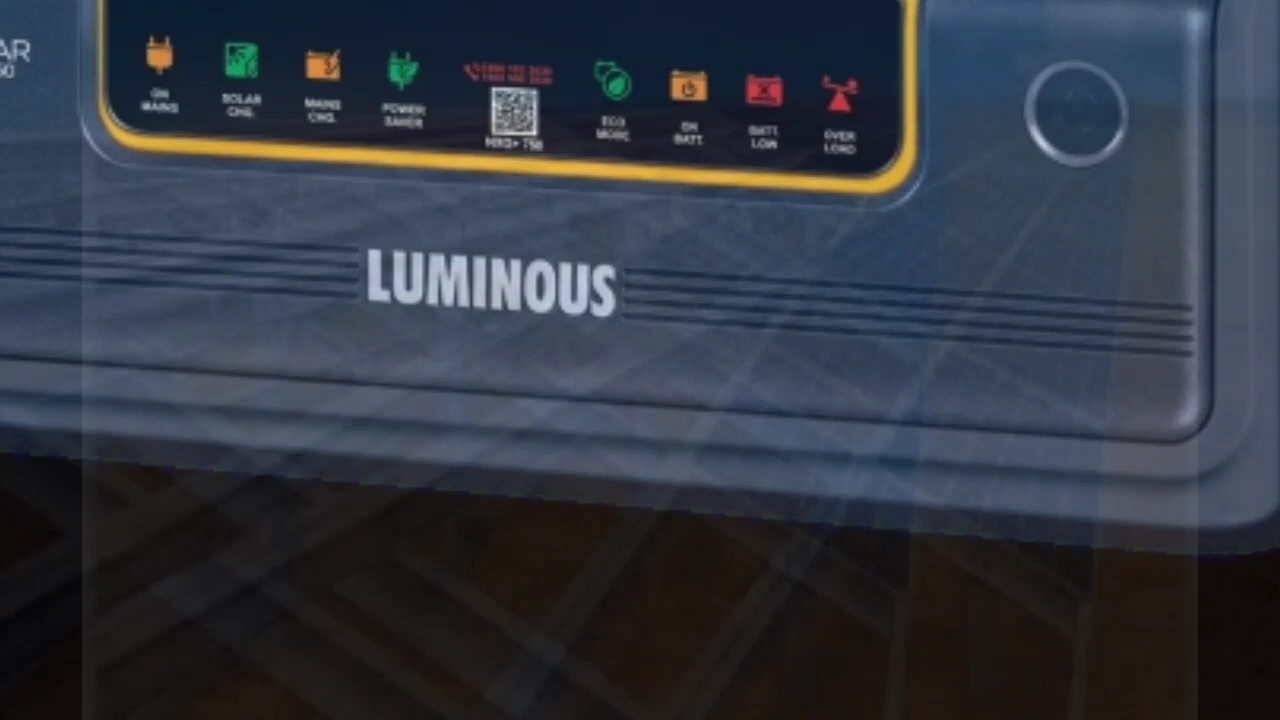 AR
ON
MAINS
SOLAR
CHG.
MAINS
CHG.
POWER
SAVER
ECO
MODE
ON
BATT.
BATT
LOW
OVER
LOAD
LUMINOUS